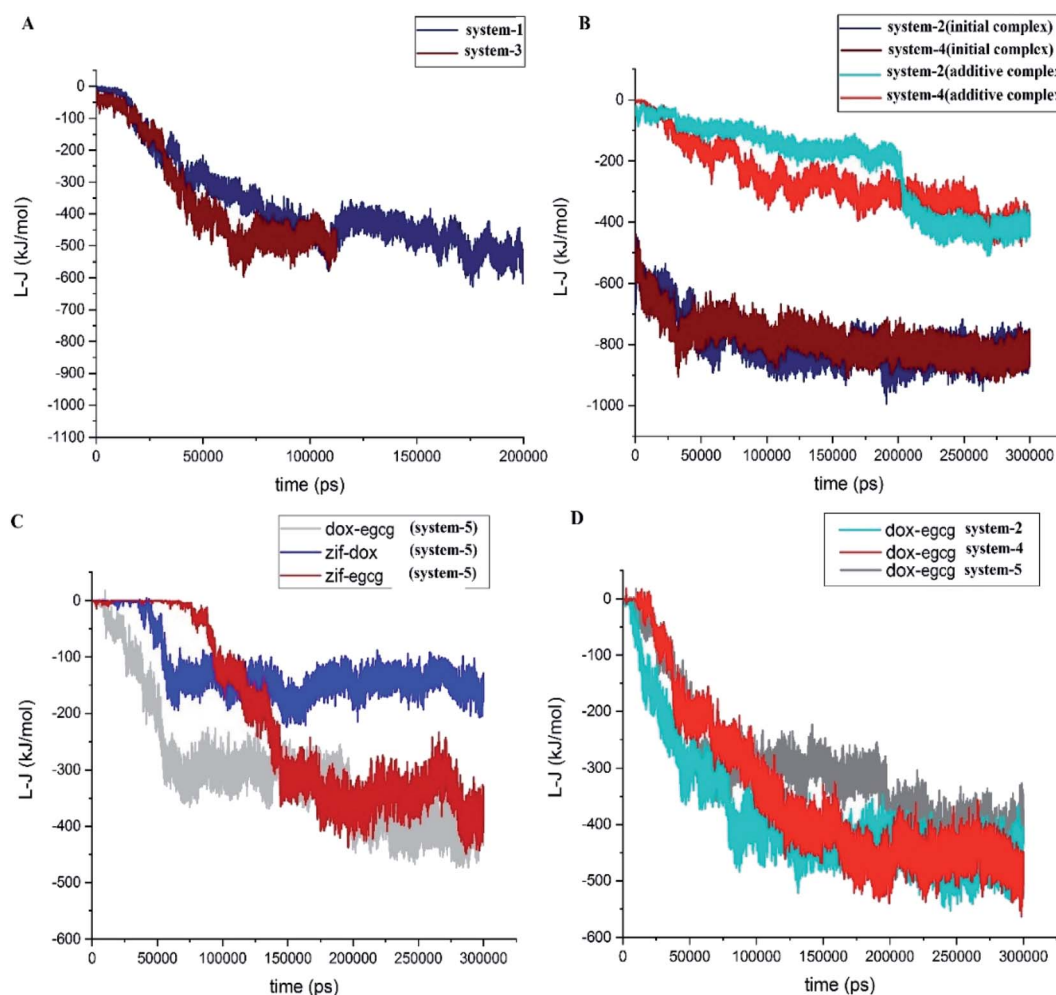 A
system-1
system-3
0
-100
-200
-300
-400
-500
-600
-700
-800
-900
-1000
-1100
L-J (kJ/mol)
0
50000
100000
150000
200000
time (ps)
B
system-2(initial complex)
system-4(initial complex)
system-2(additive comple
system-4(additive comple
0
-200
-400
-600
-800
-1000
L-J (kJ/mol)
0
50000
100000
150000
200000
250000
300000
time (ps)
C
dox-egcg (system-5)
zif-dox (system-5)
zif-egcg (system-5)
0
-100
-200
-300
-400
-500
-600
L-J (kJ/mol)
0
50000
100000
150000
200000
250000
300000
time (ps)
D
dox-egcg system-2
dox-egcg system-4
dox-egcg system-5
0
-100
-200
-300
-400
-500
-600
L-J (kJ/mol)
0
50000
100000
150000
200000
250000
300000
time (ps)